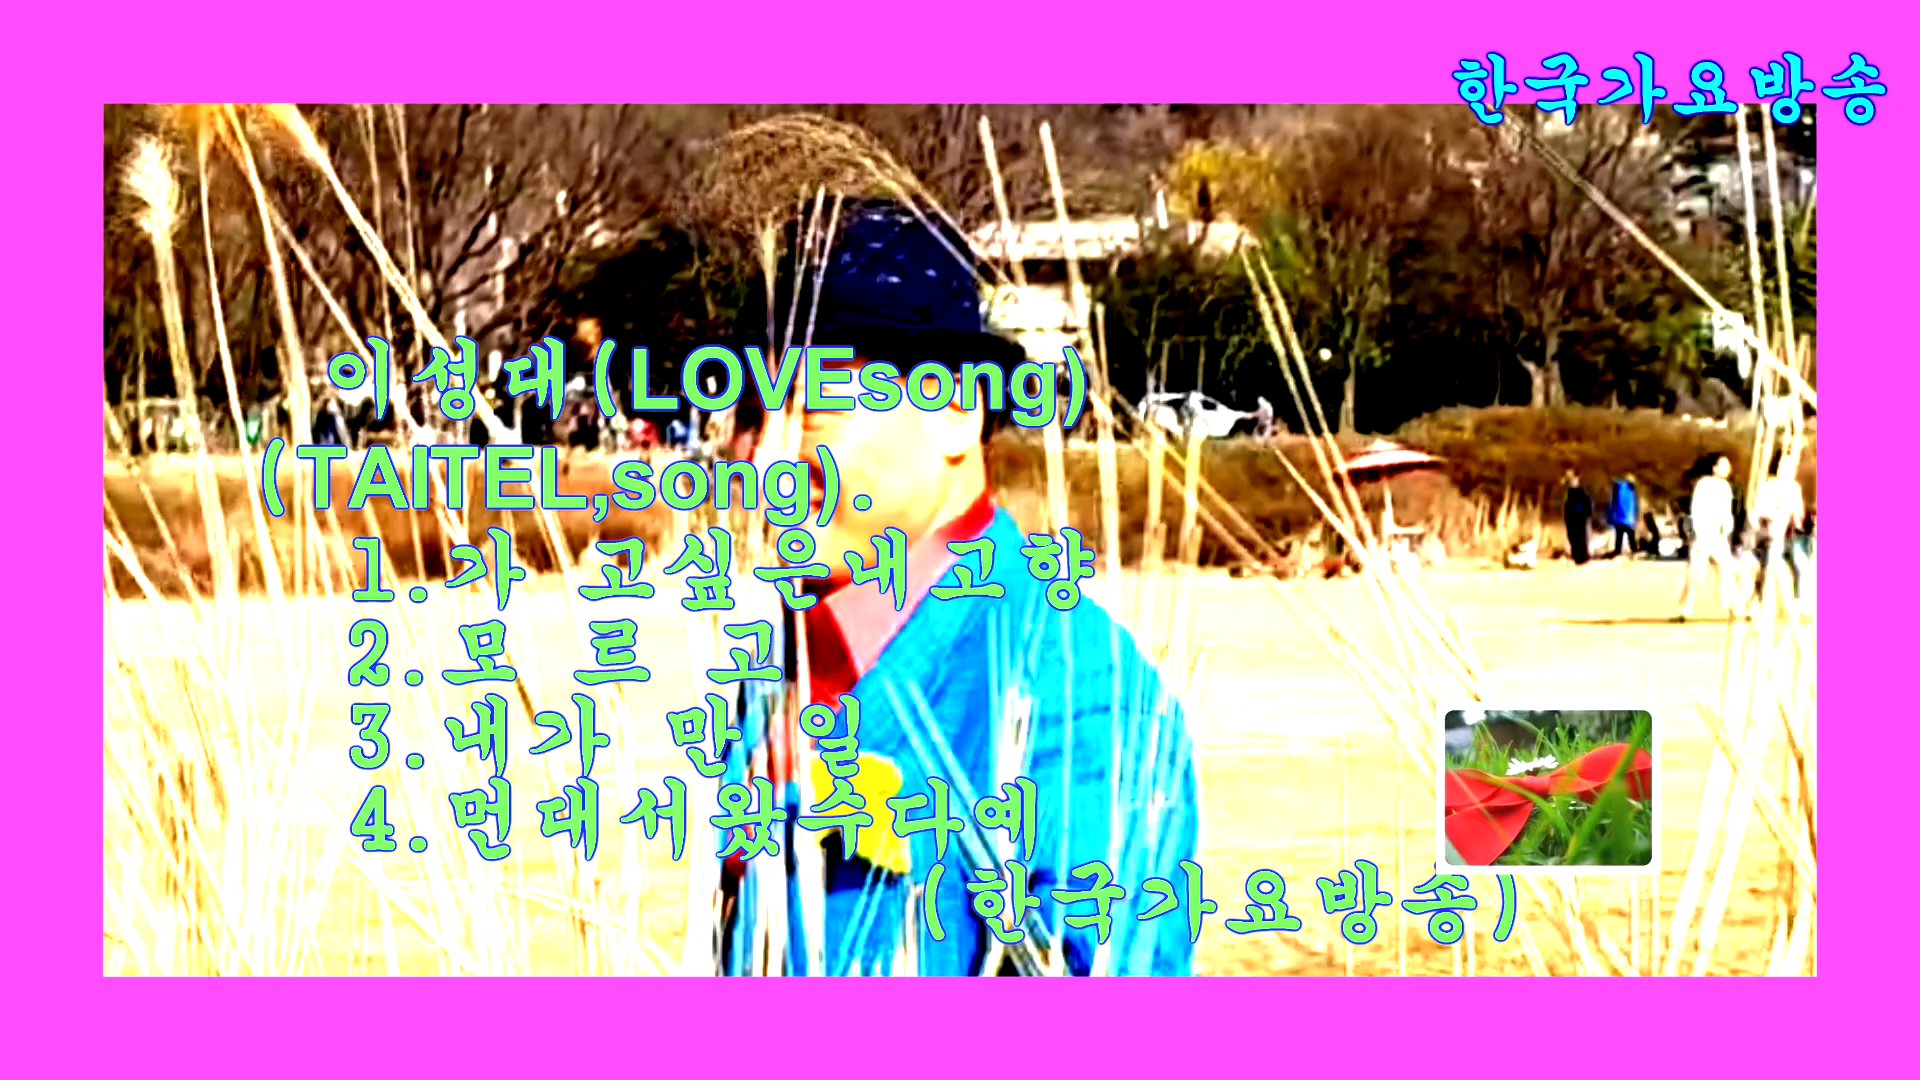 한국가요방송
이성대(LOVEsong)
(TAITEL,song).
1.가 고싶은내고향
2.모 르 고
3.내가 만 일
4.먼대서왔수다예
(한국가요방송)